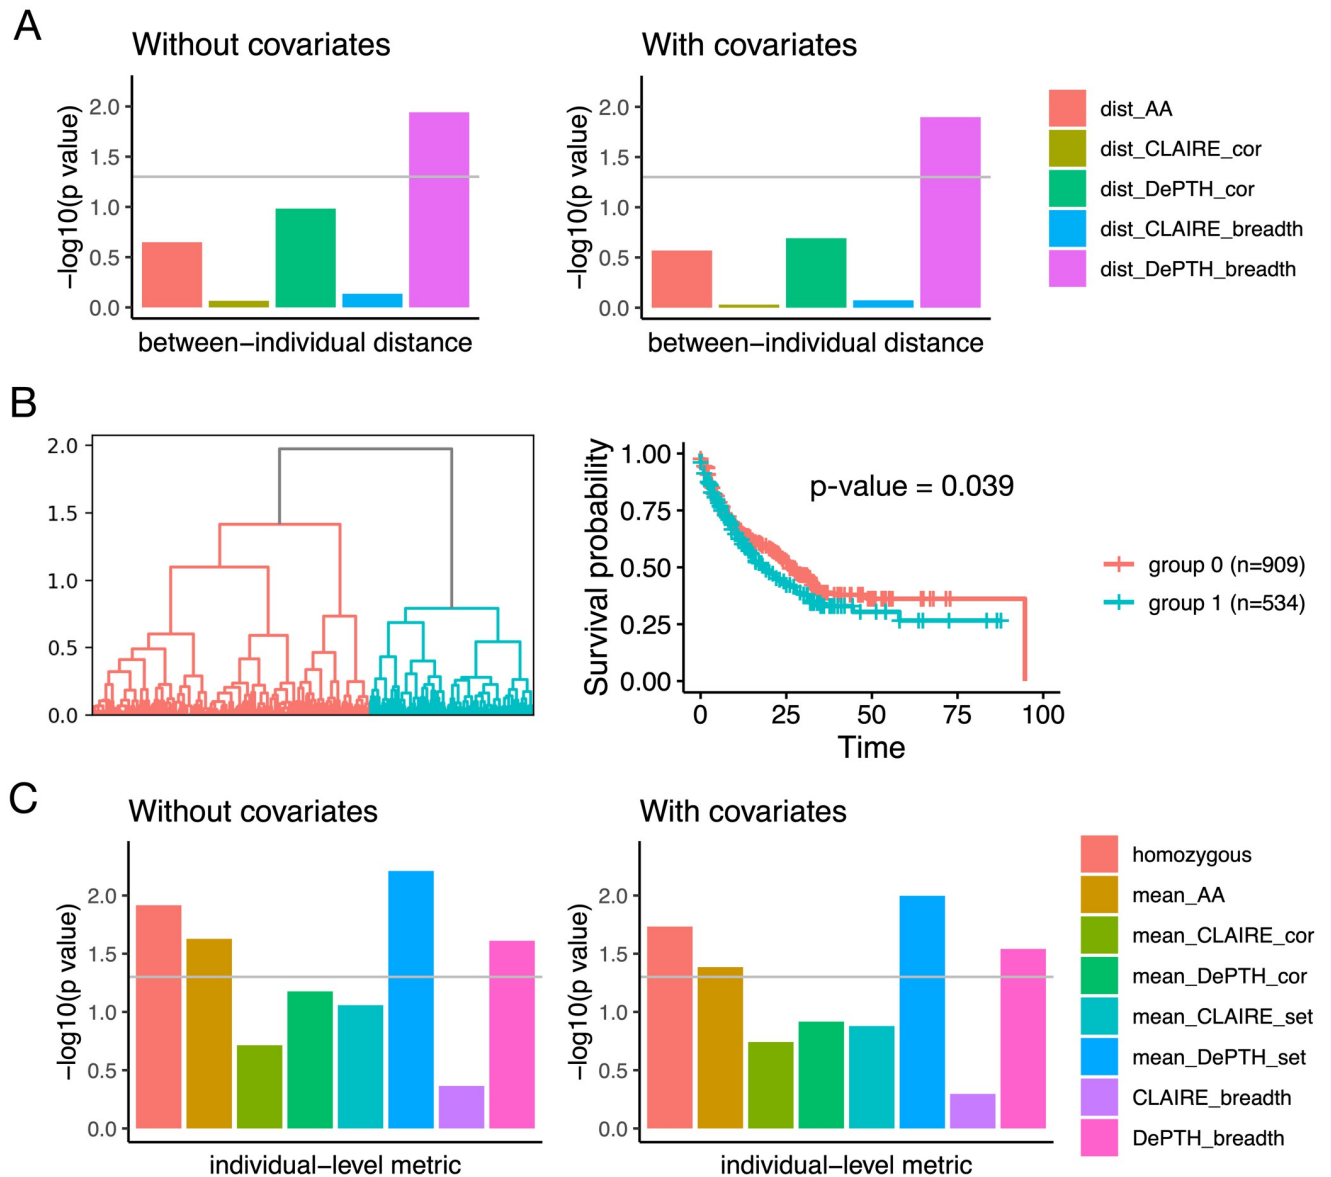 A
Without covariates
With covariates
−log10(p value)
2.0
1.5
1.0
0.5
0.0
between−individual distance
−log10(p value)
2.0
1.5
1.0
0.5
0.0
between−individual distance
dist_AA
dist_CLAIRE_cor
dist_DePTH_cor
dist_CLAIRE_breadth
dist_DePTH_breadth
B
2.0
1.5
1.0
0.5
0.0
Survival probability
1.00
0.75
0.50
0.25
0.00
p-value = 0.039
0 25 50 75 100
Time
group 0 (n=909)
group 1 (n=534)
C
Without covariates
With covariates
−log10(p value)
2.0
1.5
1.0
0.5
0.0
individual−level metric
−log10(p value)
2.0
1.5
1.0
0.5
0.0
individual−level metric
homozygous
mean_AA
mean_CLAIRE_cor
mean_DePTH_cor
mean_CLAIRE_set
mean_DePTH_set
CLAIRE_breadth
DePTH_breadth